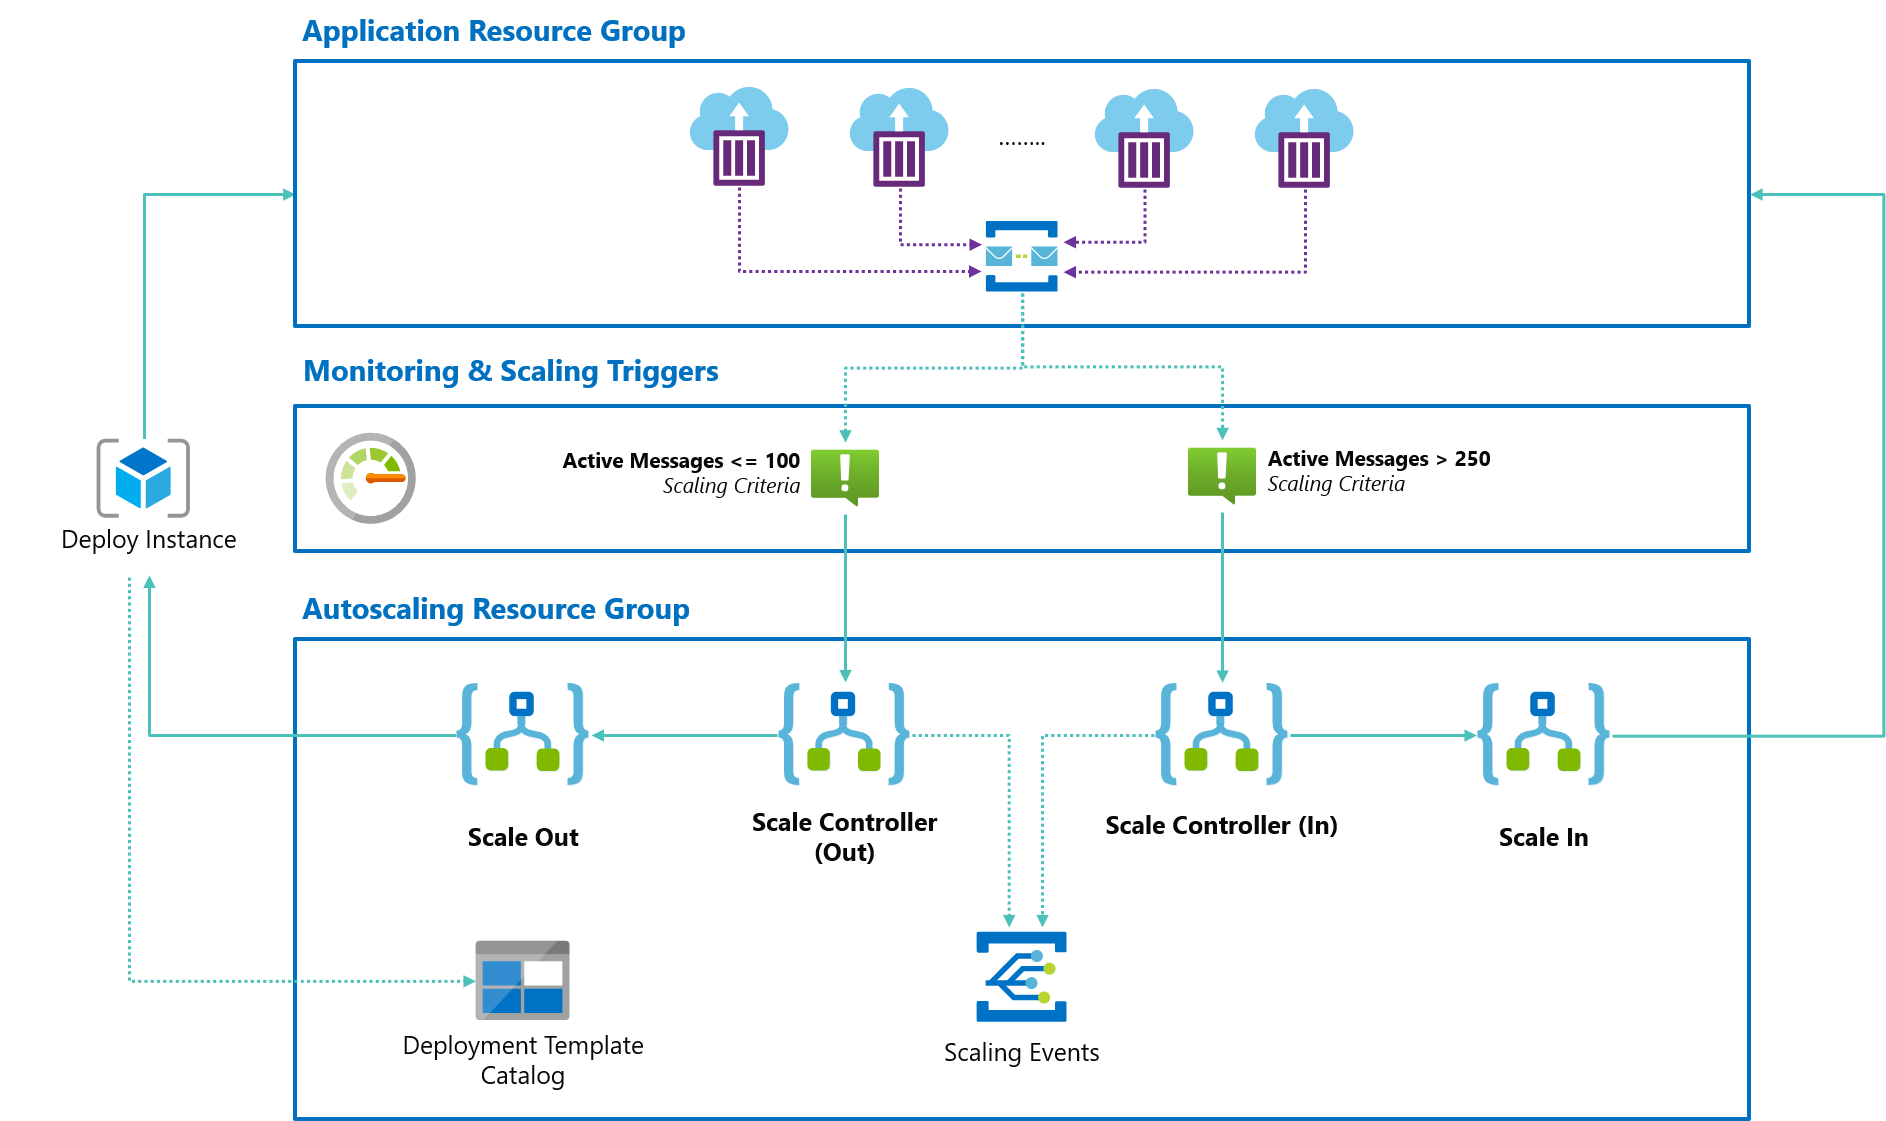 Application Resource Group
........
Monitoring & Scaling Triggers
Active Messages <= 100
Scaling Criteria
Active Messages > 250
Scaling Criteria
Deploy Instance
Autoscaling Resource Group
Scale Out
Scale Controller
(Out)
Scale Controller (In)
Scale In
Deployment Template
Catalog
Scaling Events